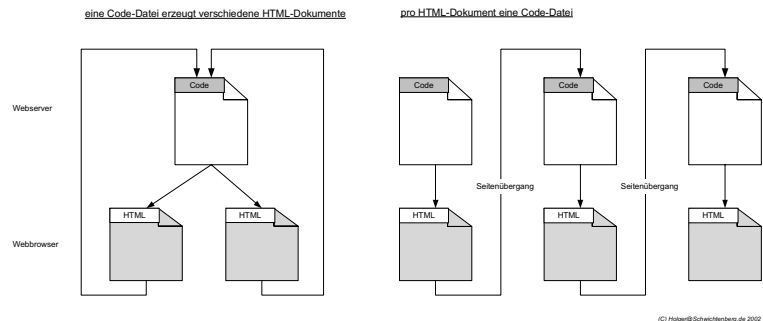 eine Code-Datei erzeugt verschiedene HTML-Dokumente
pro HTML-Dokument eine Code-Datei
Code
Code
Code
Code
Webserver
Seitenübergang
Seitenübergang
HTML
HTML
HTML
HTML
HTML
Webbrowser
(C) Holger@Schwichtenberg.de 2002